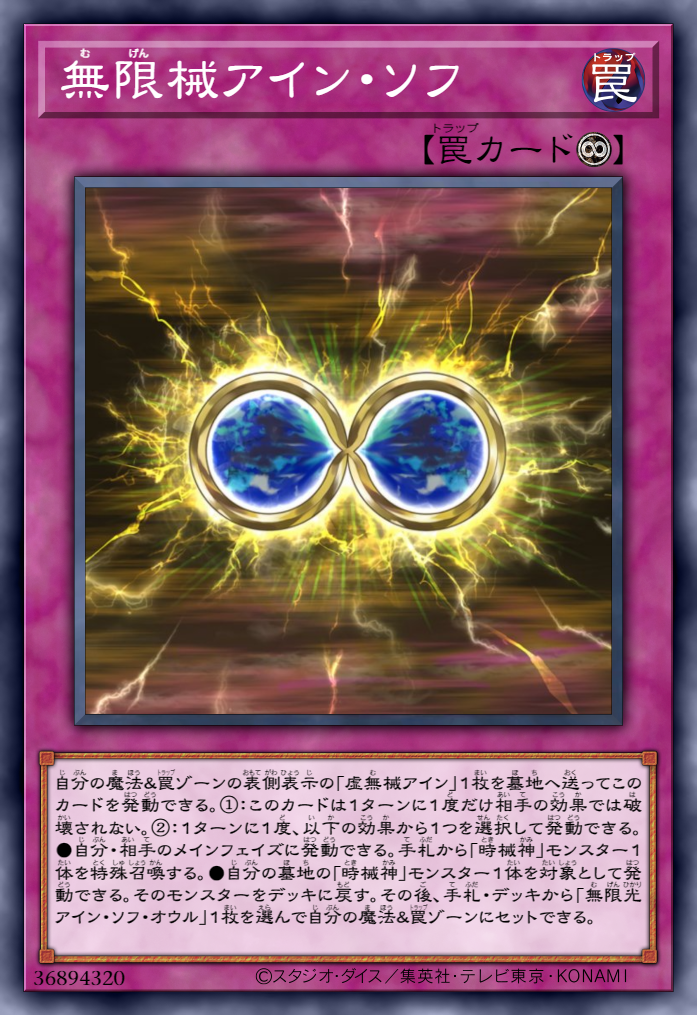 無限械アイン・ソフ
罠
【罠カード】
自分の魔法&罠ゾーンの表側表示の「虚無械アイン」1枚を墓地へ送ってこの
カードを発動できる。①:このカードは1ターンに1度だけ相手の効果では破
壊されない。②:1ターンに1度、以下の効果から1つを選択して発動できる。
●自分・相手のメインフェイズに発動できる。手札から「時械神」モンスター1
体を特殊召喚する。●自分の墓地の「時械神」モンスター1体を対象として発
動できる。そのモンスターをデッキに戻す。その後、手札・デッキから「無限光
アイン・ソフ・オウル」1枚を選んで自分の魔法&罠ゾーンにセットできる。
36894320 ©スタジオ・ダイス/集英社・テレビ東京・KONAMI